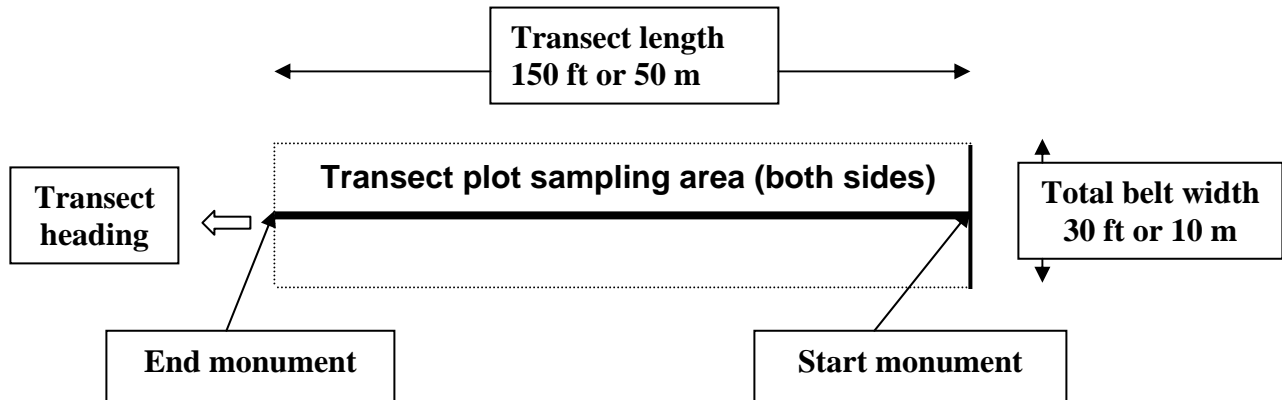 Transect length
150 ft or 50 m
Transect plot sampling area (both sides)
Transect
heading
Total belt width
30 ft or 10 m
End monument
Start monument